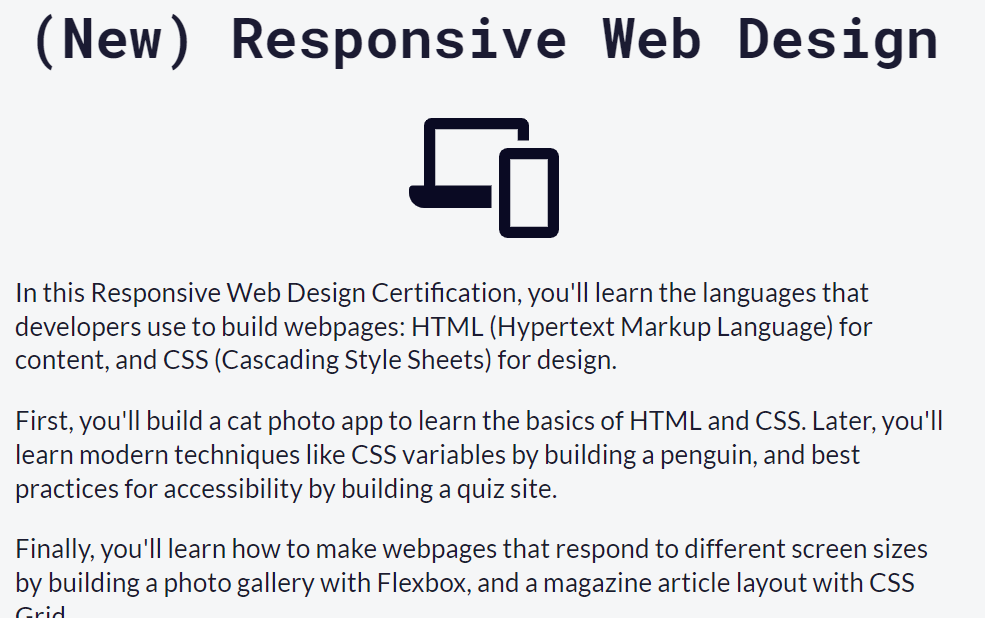 (New) Responsive Web Design
In this Responsive Web Design Certification, you'll learn the languages that
developers use to build webpages: HTML (Hypertext Markup Language) for
content, and CSS (Cascading Style Sheets) for design.
First, you'll build a cat photo app to learn the basics of HTML and CSS. Later, you'll
learn modern techniques like CSS variables by building a penguin, and best
practices for accessibility by building a quiz site.
Finally, you'll learn how to make webpages that respond to different screen sizes
by building a photo gallery with Flexbox, and a magazine article layout with CSS
Grid.